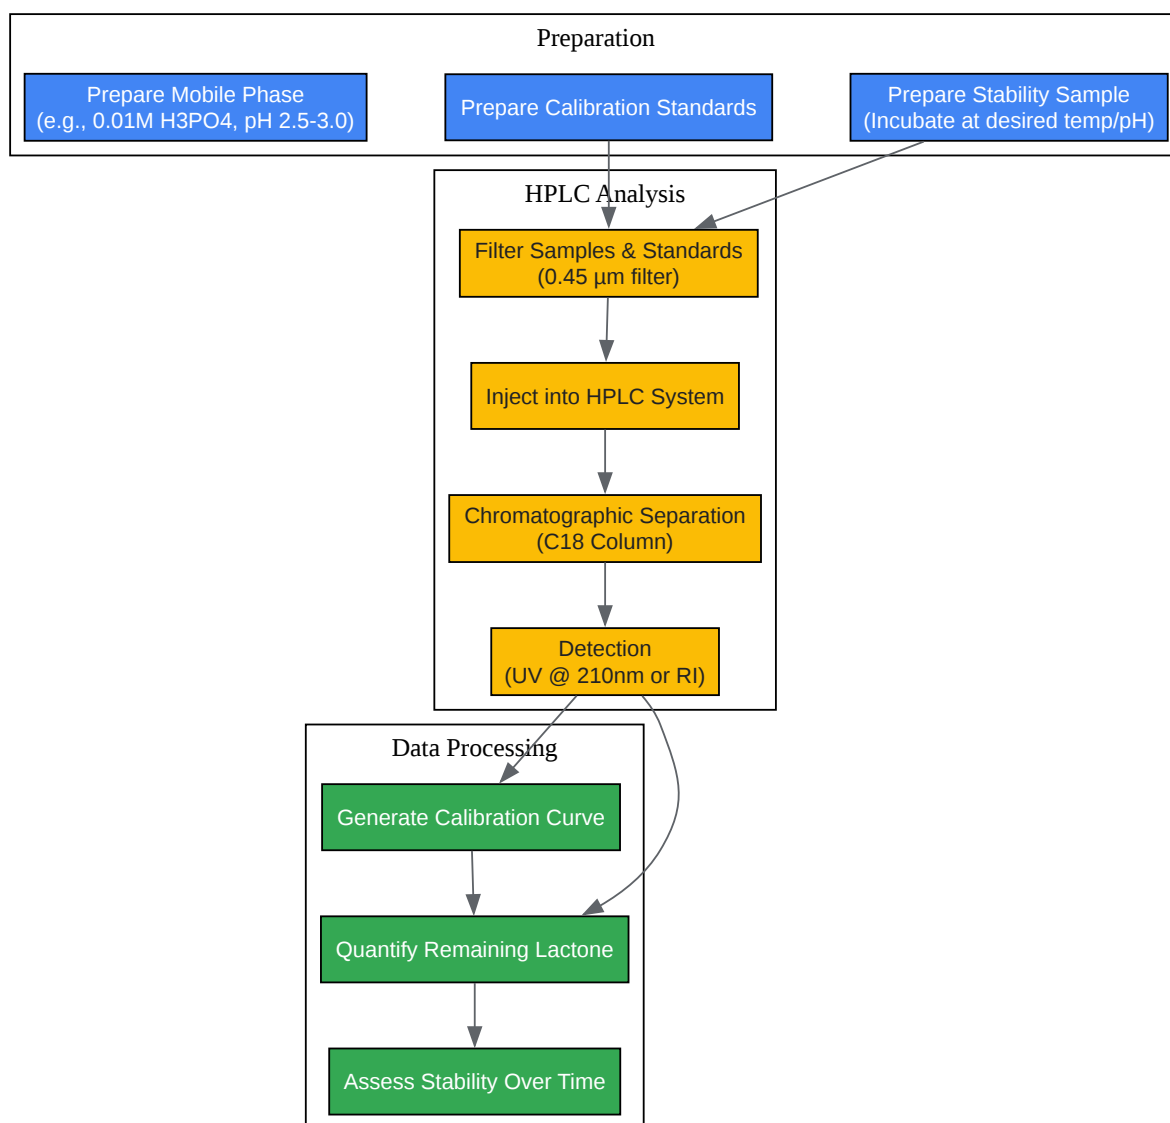 Preparation
Prepare Mobile Phase
(e.g., 0.01M H3PO4, pH 2.5-3.0)
Prepare Calibration Standards
Prepare Stability Sample
(Incubate at desired temp/pH)
HPLC Analysis
Filter Samples & Standards
(0.45 µm filter)
Inject into HPLC System
Chromatographic Separation
(C18 Column)
Detection
(UV @ 210nm or RI)
Data Processing
Generate Calibration Curve
Quantify Remaining Lactone
Assess Stability Over Time